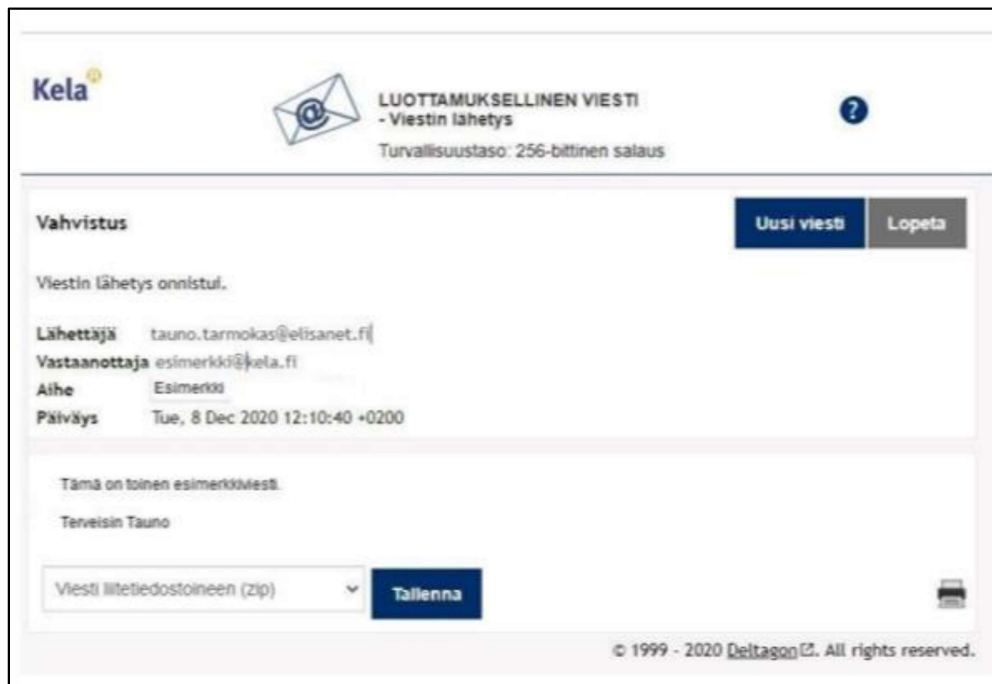 Kela
LUOTTAMUKSELLINEN VIESTI
- Viestin lähetys
Turvallisuustaso: 256-bittinen salaus
?
Vahvistus
Uusi viesti
Lopeta
Viestin lähetys onnistui.
Lähettäjä tauno.tarmokas@elisanet.fi
Vastaanottaja esimerkki@kela.fi
Aihe Esimerkki
Päiväys Tue, 8 Dec 2020 12:10:40 +0200
Tämä on toinen esimerkkiviesti.
Terveisin Tauno
Viesti liitetiedostoineen (zip)
Tallenna
© 1999 - 2020 Deltagon. All rights reserved.